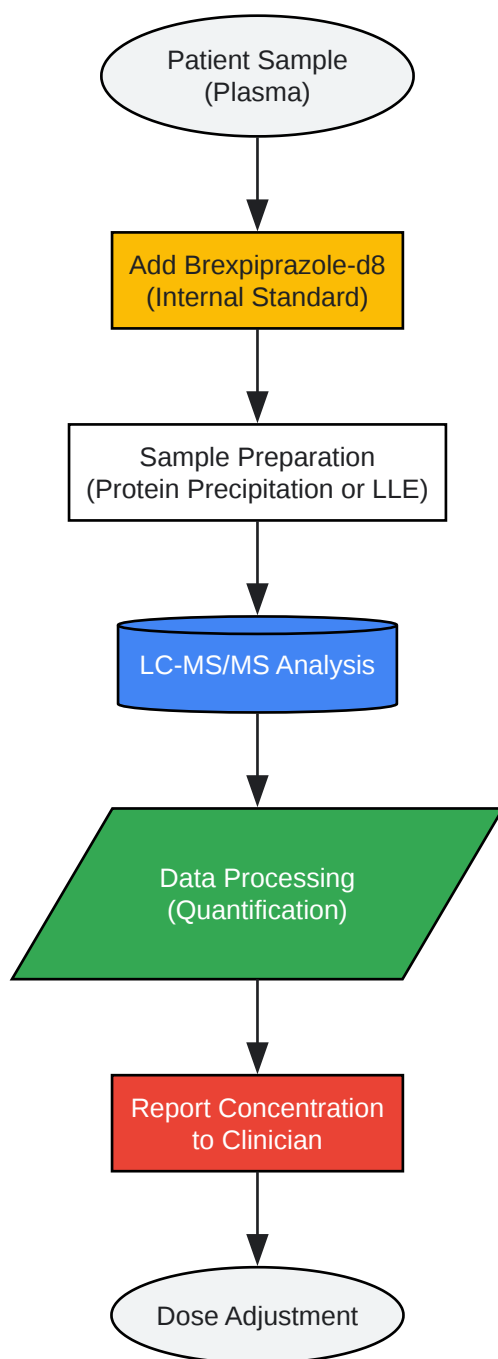 Patient Sample
(Plasma)
Add Brexpiprazole-d8
(Internal Standard)
Sample Preparation
(Protein Precipitation or LLE)
LC-MS/MS Analysis
Data Processing
(Quantification)
Report Concentration
to Clinician
Dose Adjustment